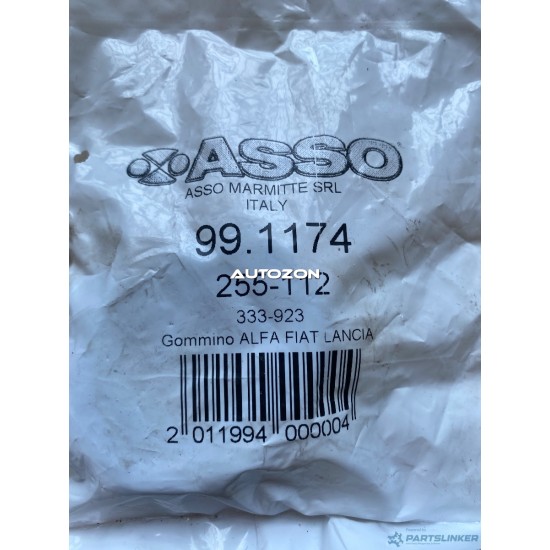 ASSO
ASSO MARMITTE SRL
ITALY
99.1174
AUTOZON
255-112
333-923
Gommino ALFA FIAT LANCIA
2 011994 000004
PARTSLINKER